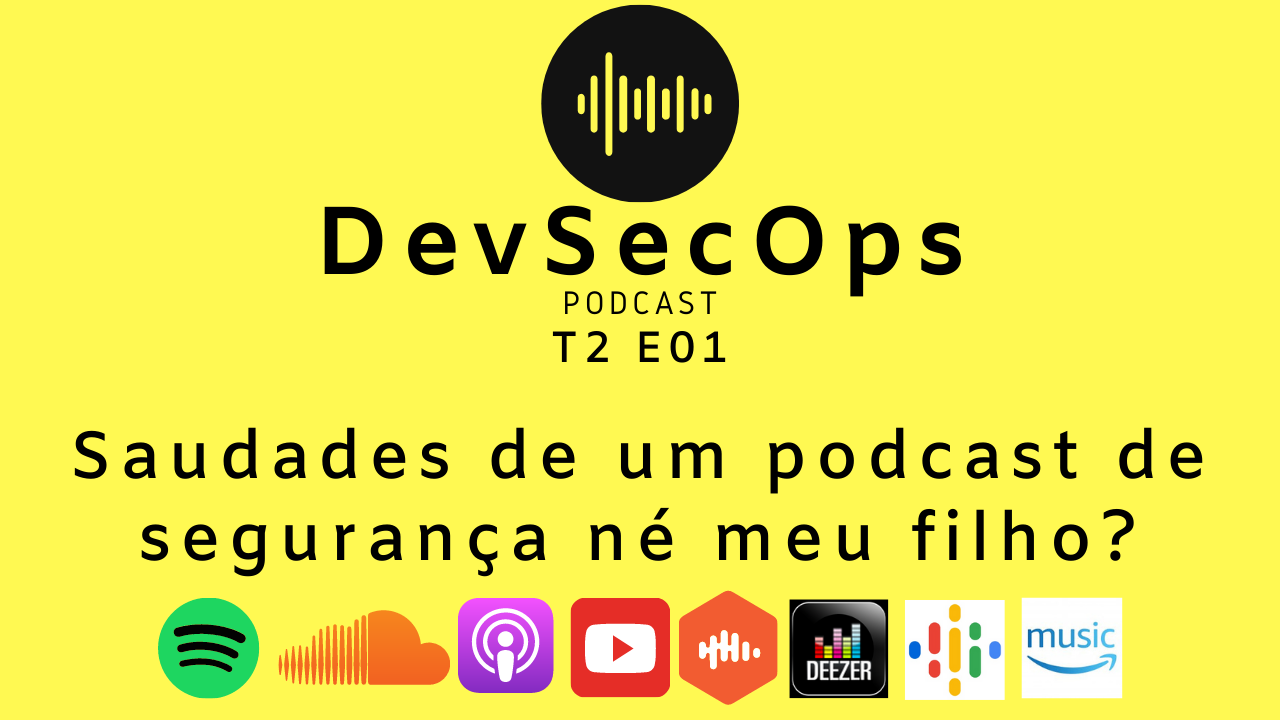 DevSecOps
PODCAST
T2 E01
Saudades de um podcast de
segurança né meu filho?
DEEZER
music